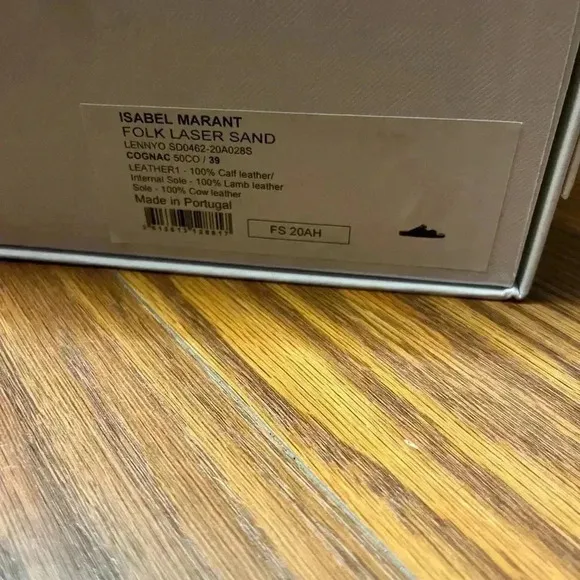 ISABEL MARANT
FOLK LASER SAND
LENNYO SD0462-20A028S
COGNAC 50CO / 39
LEATHER1 - 100% Calf leather/
Internal Sole - 100% Lamb leather
Sole - 100% Cow leather
Made in Portugal
FS 20AH